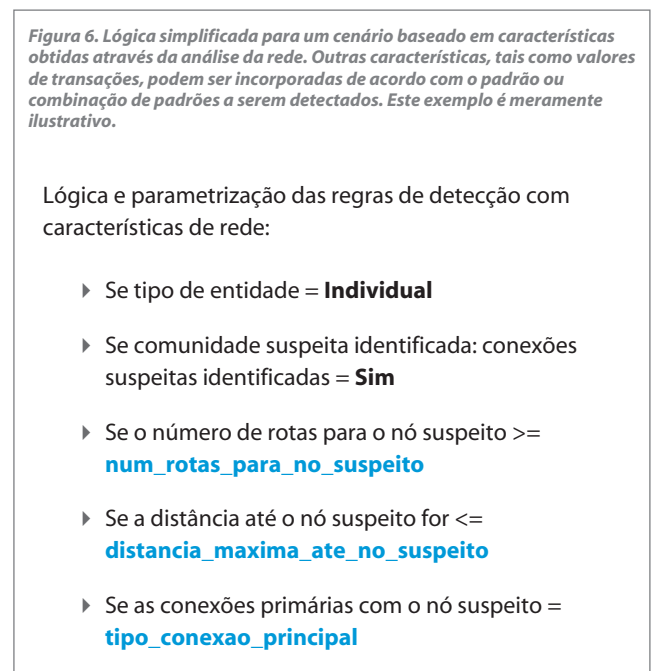 Figura 6. Lógica simplificada para um cenário baseado em características
obtidas através da análise da rede. Outras características, tais como valores
de transações, podem ser incorporadas de acordo com o padrão ou
combinação de padrões a serem detectados. Este exemplo é meramente
ilustrativo.
Lógica e parametrização das regras de detecção com
características de rede:
Se tipo de entidade = Individual
Se comunidade suspeita identificada: conexões
suspeitas identificadas = Sim
Se o número de rotas para o nó suspeito >=
num_rotas_para_no_suspeito
Se a distância até o nó suspeito for <=
distancia_maxima_ate_no_suspeito
Se as conexões primárias com o nó suspeito =
tipo_conexao_principal